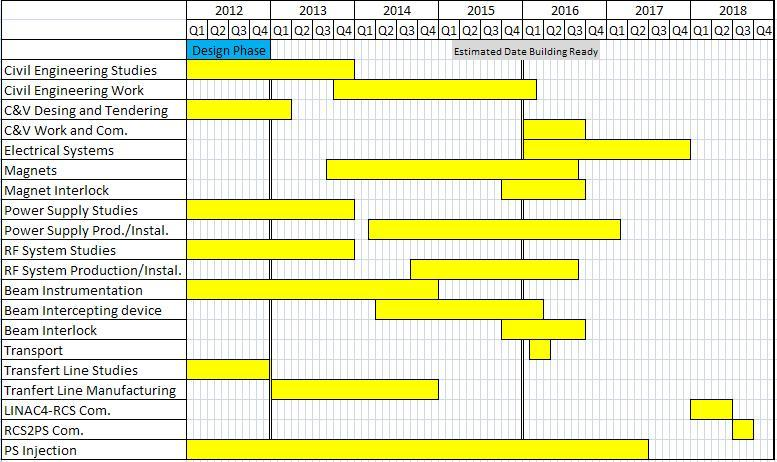 2012 2013 2014 2015 2016 2017 2018
Q1 Q2 Q3 Q4 Q1 Q2 Q3 Q4 Q1 Q2 Q3 Q4 Q1 Q2 Q3 Q4 Q1 Q2 Q3 Q4 Q1 Q2 Q3 Q4 Q1 Q2 Q3 Q4
Design Phase Estimated Date Building Ready
Civil Engineering Studies
Civil Engineering Work
C&V Desing and Tendering
C&V Work and Com.
Electrical Systems
Magnets
Magnet Interlock
Power Supply Studies
Power Supply Prod./Instal.
RF System Studies
RF System Production/Instal.
Beam Instrumentation
Beam Intercepting device
Beam Interlock
Transport
Transfert Line Studies
Tranfert Line Manufacturing
LINAC4-RCS Com.
RCS2PS Com.
PS Injection